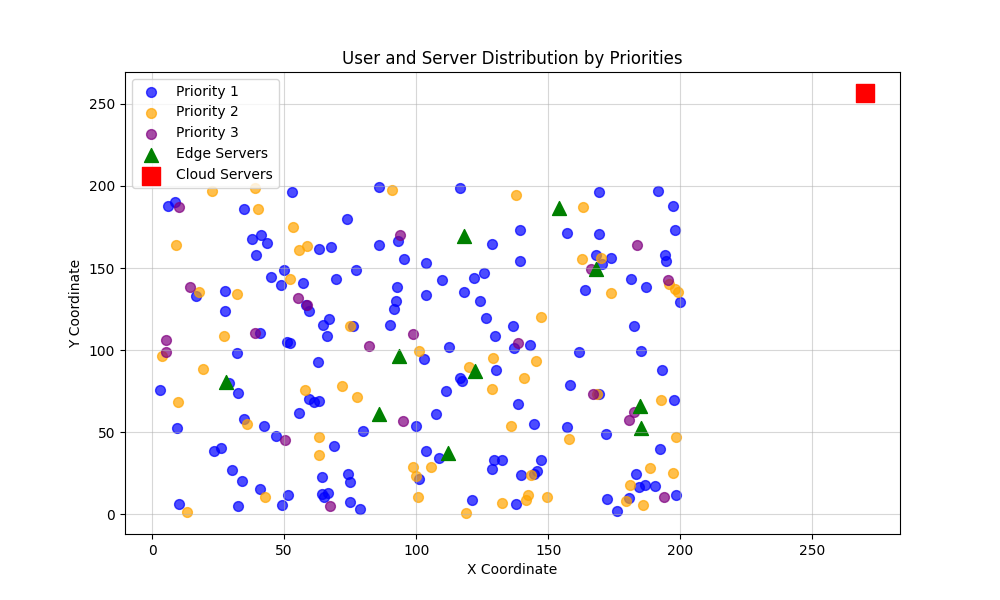 User and Server Distribution by Priorities
Priority 1
Priority 2
Priority 3
Edge Servers
Cloud Servers
Y Coordinate
250
200
150
100
50
0
0 50 100 150 200 250
X Coordinate